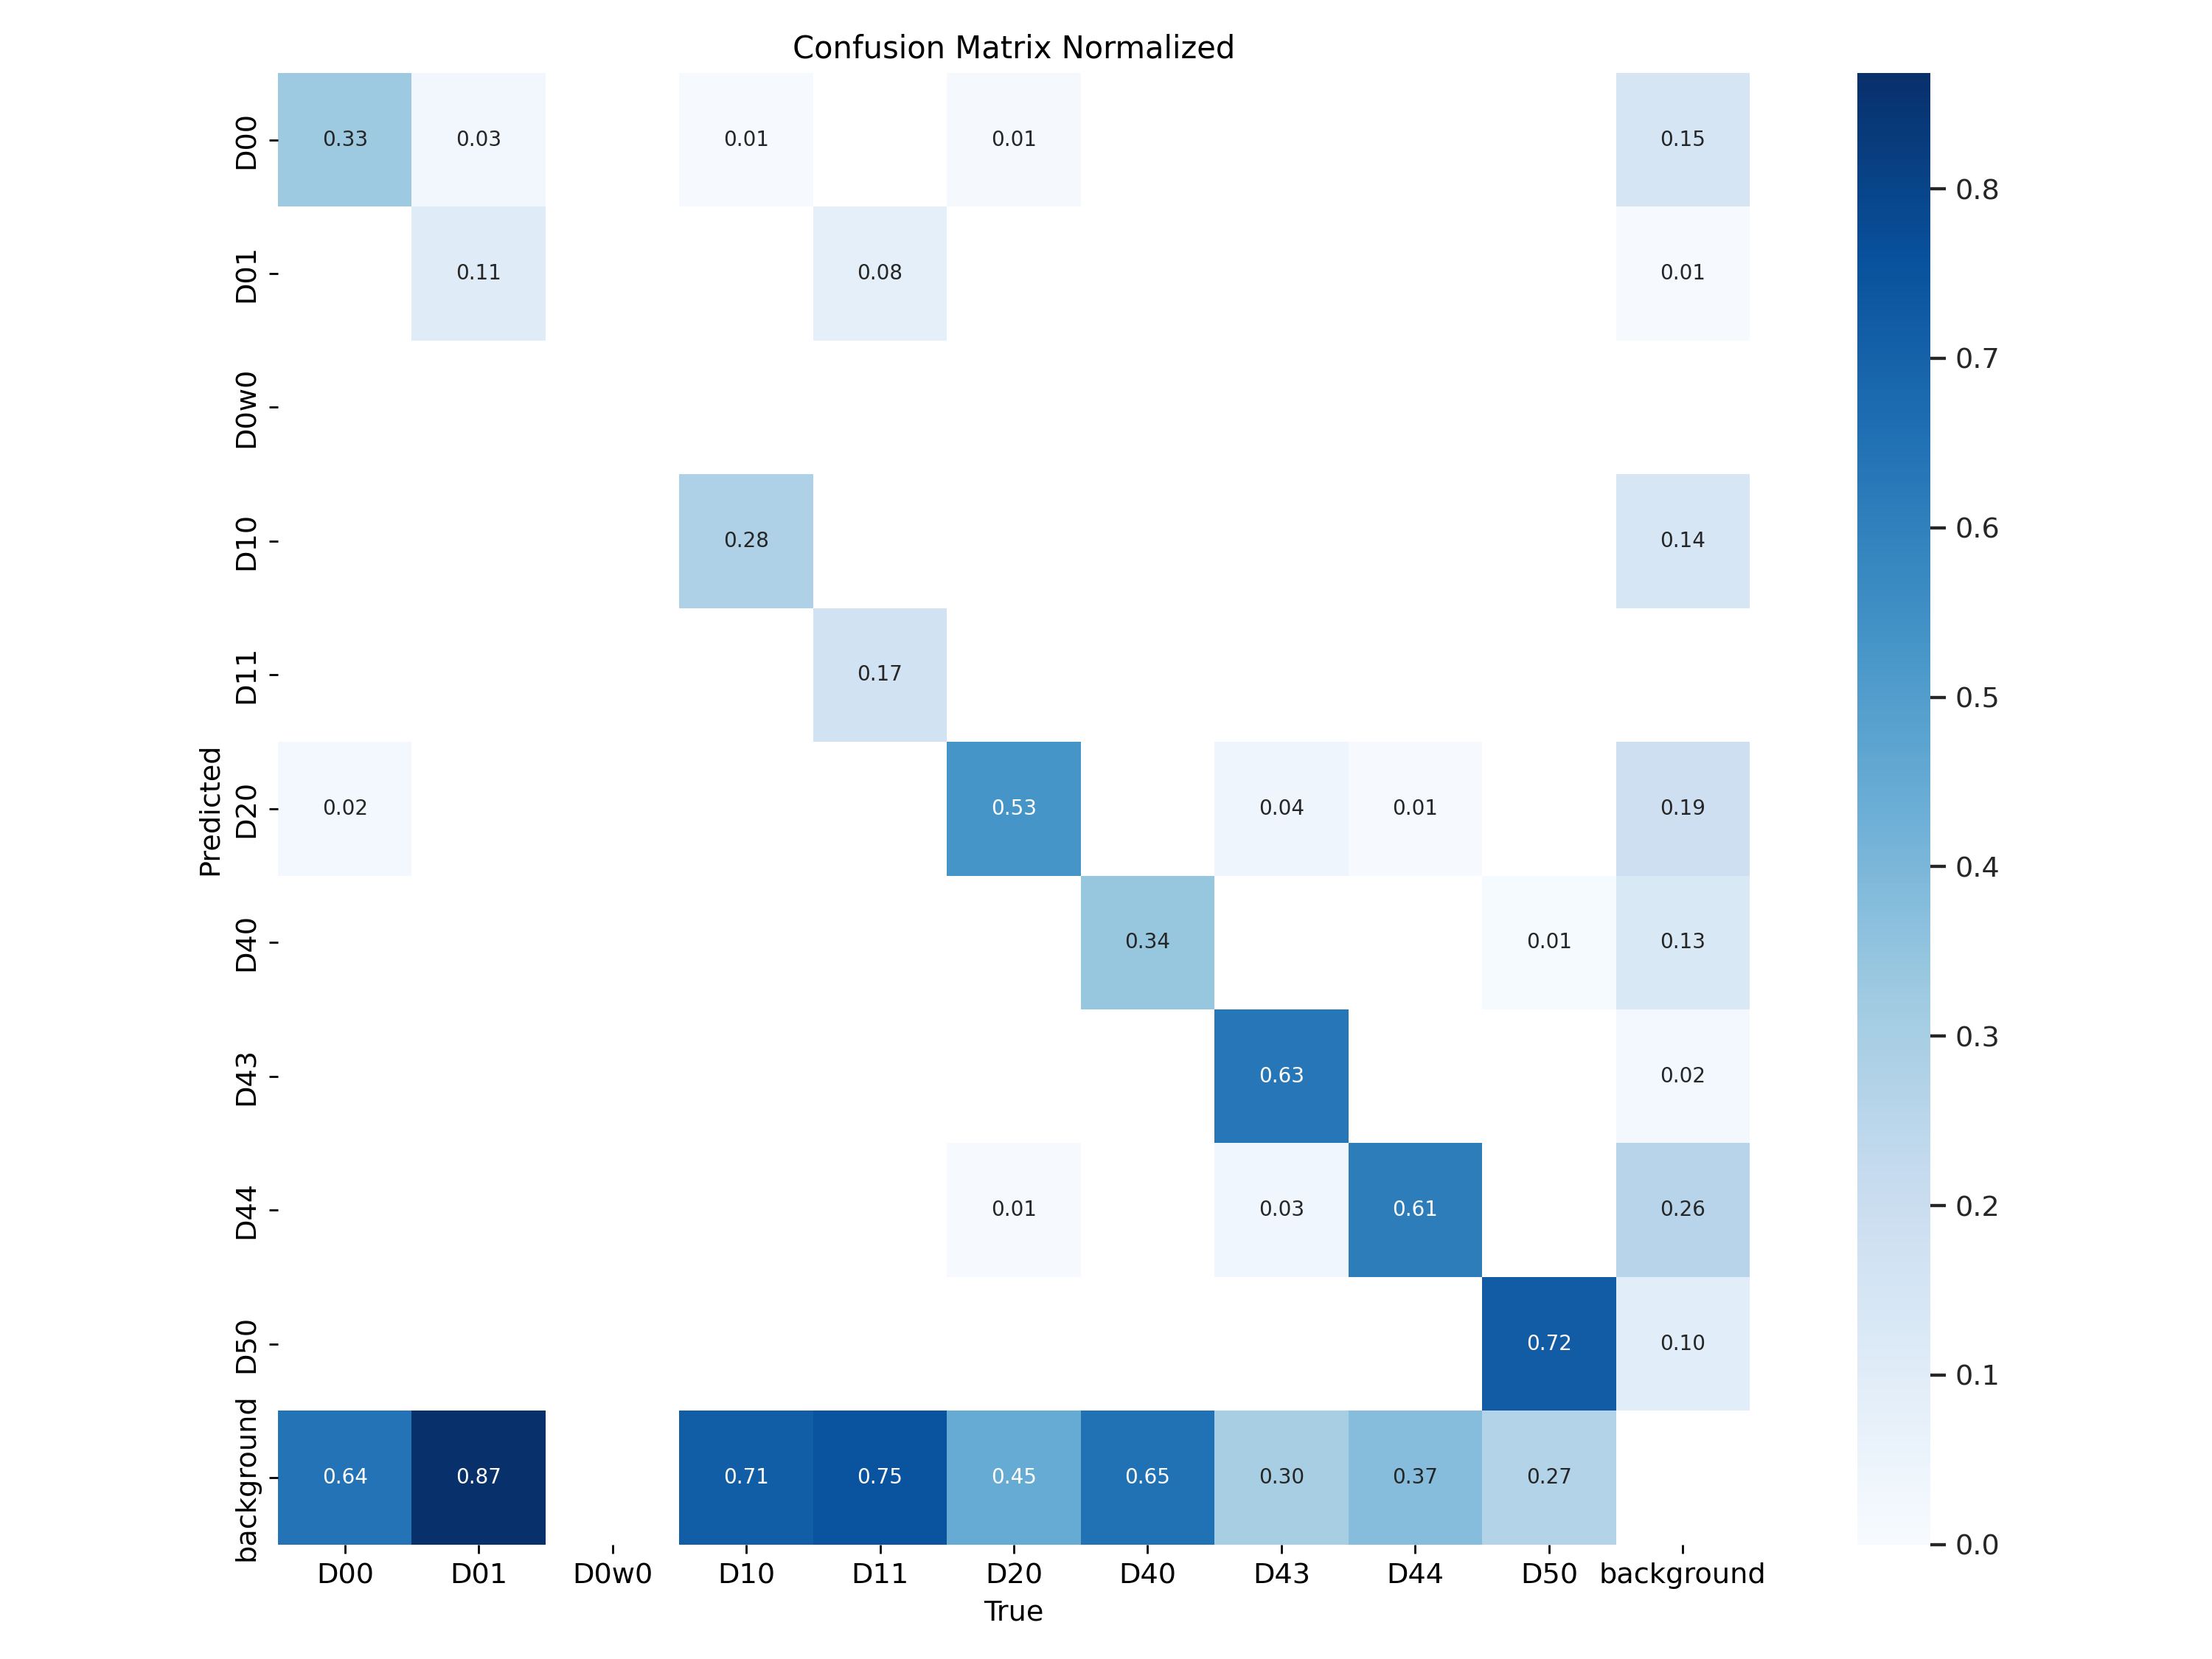 Confusion Matrix Normalized
D00 0.33 0.03 0.01 0.01 0.15
D01 0.11 0.08 0.01
D0w0
D10 0.28 0.14
D11 0.17
D20 0.02 0.53 0.04 0.01 0.19
D40 0.34 0.01 0.13
D43 0.63 0.02
D44 0.01 0.03 0.61 0.26
D50 0.72 0.10
background 0.64 0.87 0.71 0.75 0.45 0.65 0.30 0.37 0.27
D00 D01 D0w0 D10 D11 D20 D40 D43 D44 D50 background
True
Predicted
0.8
0.7
0.6
0.5
0.4
0.3
0.2
0.1
0.0